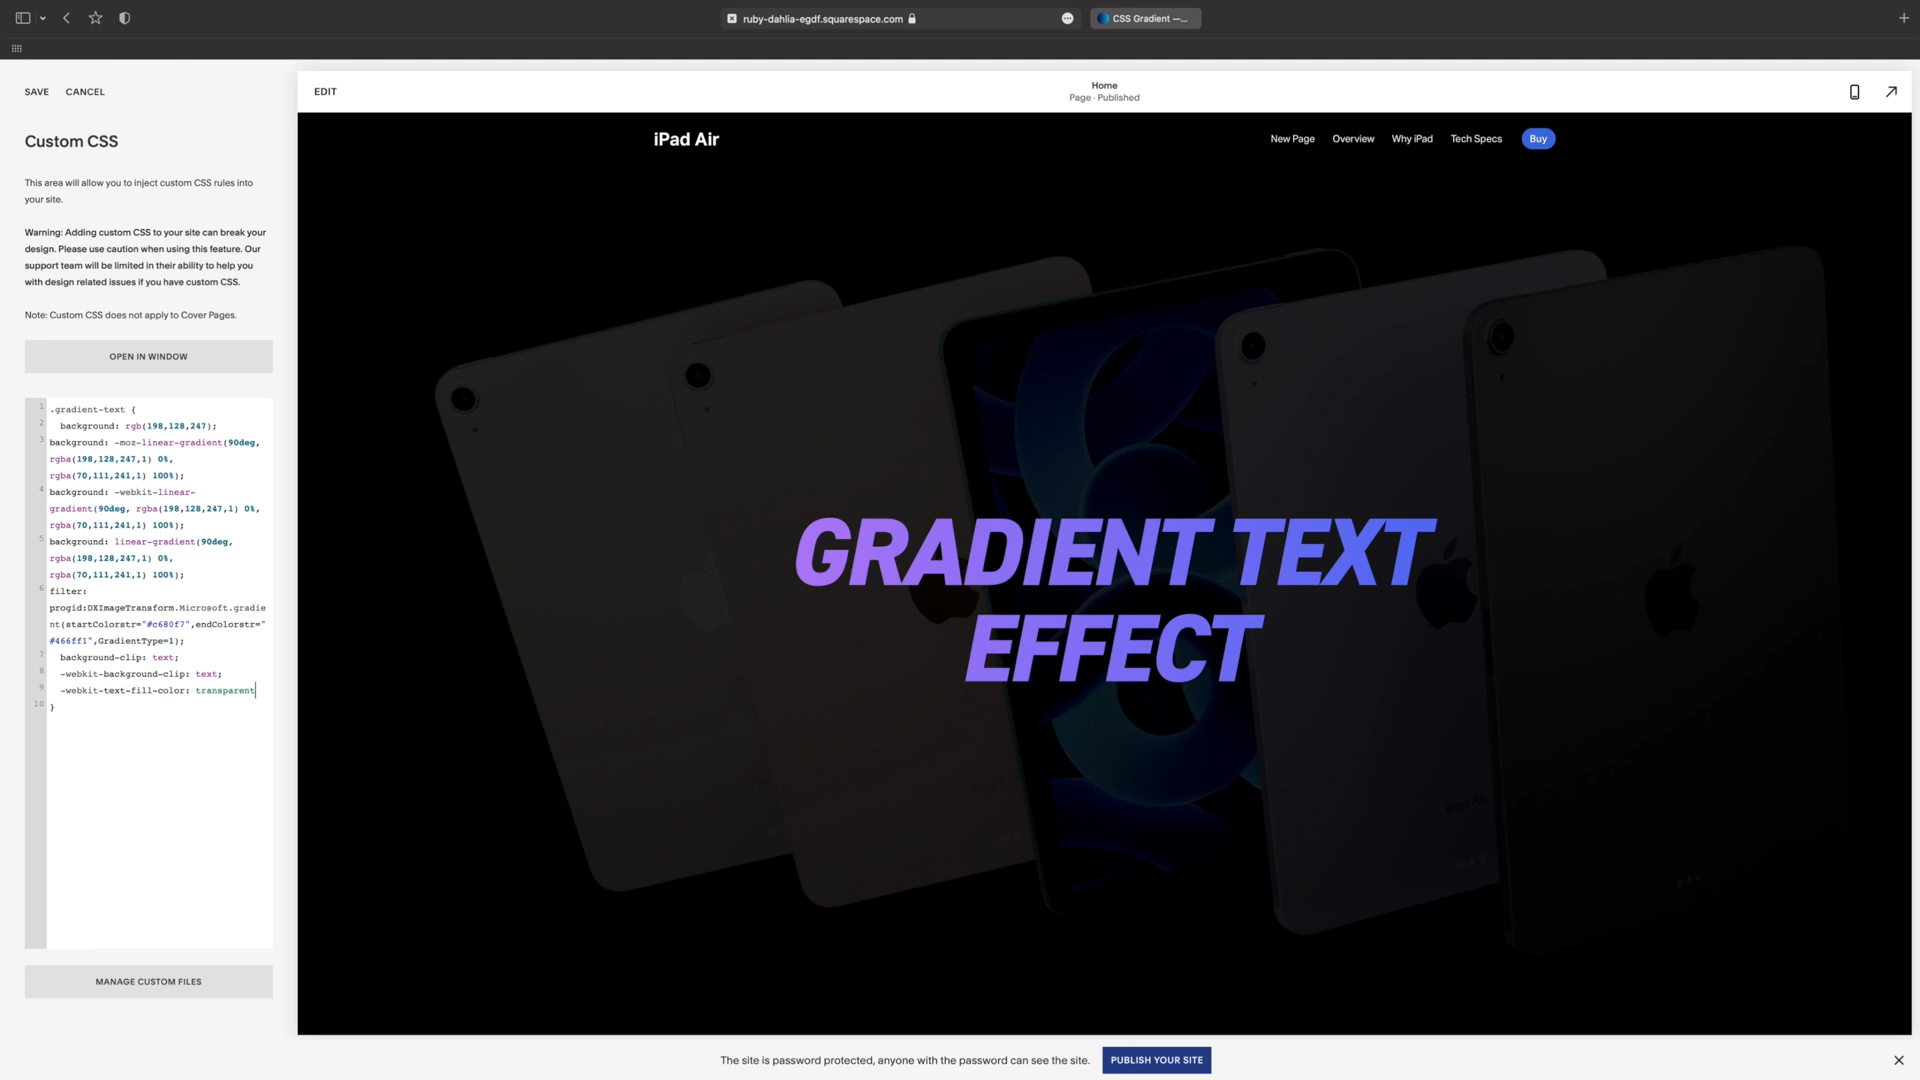 ruby-dahlia-egdf.squarespace.com
CSS Gradient —...
SAVE CANCEL
Custom CSS
This area will allow you to inject custom CSS rules into
your site.
Warning: Adding custom CSS to your site can break your
design. Please use caution when using this feature. Our
support team will be limited in their ability to help you
with design related issues if you have custom CSS.
Note: Custom CSS does not apply to Cover Pages.
OPEN IN WINDOW
1 .gradient-text {
2 background: rgb(198,128,247);
3 background: -moz-linear-gradient(90deg,
rgba(198,128,247,1) 0%,
rgba(70,111,241,1) 100%);
4 background: -webkit-linear-
gradient(90deg, rgba(198,128,247,1) 0%,
rgba(70,111,241,1) 100%);
5 background: linear-gradient(90deg,
rgba(198,128,247,1) 0%,
rgba(70,111,241,1) 100%);
6 filter:
progid:DXImageTransform.Microsoft.gradie
nt(startColorstr="#c680f7",endColorstr="
#466ff1",GradientType=1);
7 background-clip: text;
8 -webkit-background-clip: text;
9 -webkit-text-fill-color: transparent
10 }
MANAGE CUSTOM FILES
EDIT
Home
Page · Published
iPad Air
New Page Overview Why iPad Tech Specs Buy
GRADIENT TEXT
EFFECT
iPad Air
The site is password protected, anyone with the password can see the site.
PUBLISH YOUR SITE